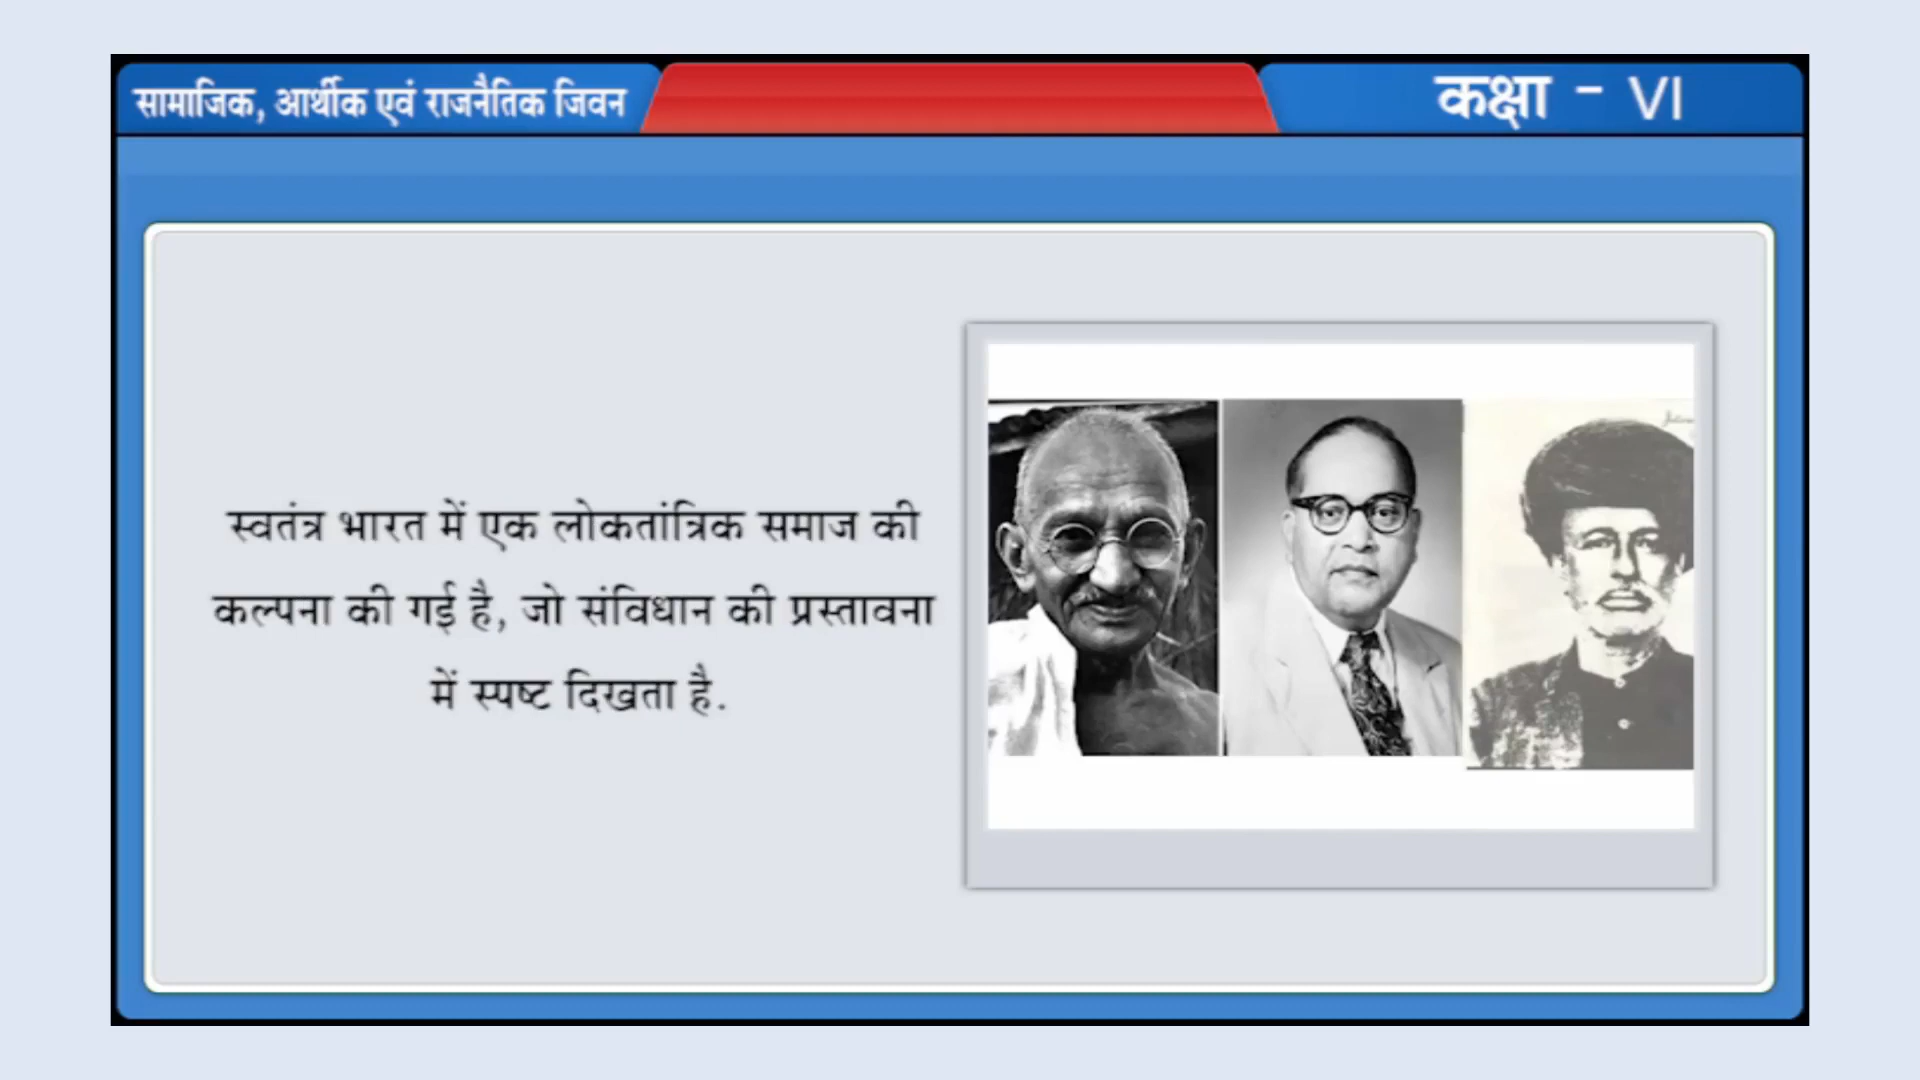 सामाजिक, आर्थीक एवं राजनैतिक जिवन
कक्षा - VI
स्वतंत्र भारत में एक लोकतांत्रिक समाज की
कल्पना की गई है, जो संविधान की प्रस्तावना
में स्पष्ट दिखता है.